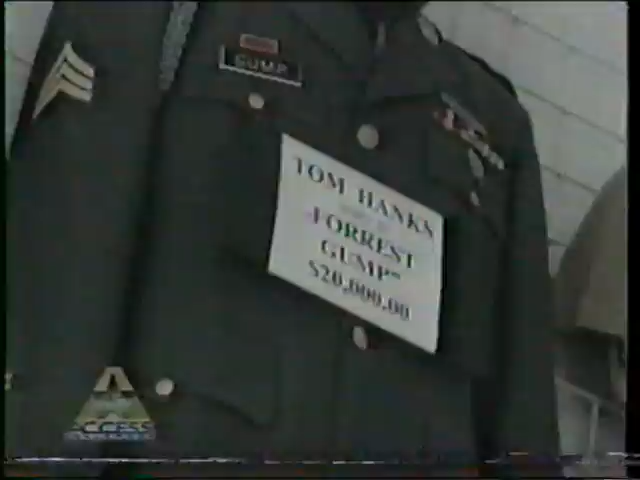 GUMP
TOM HANKS
FORREST
GUMP"
$20,000.00
ACCESS